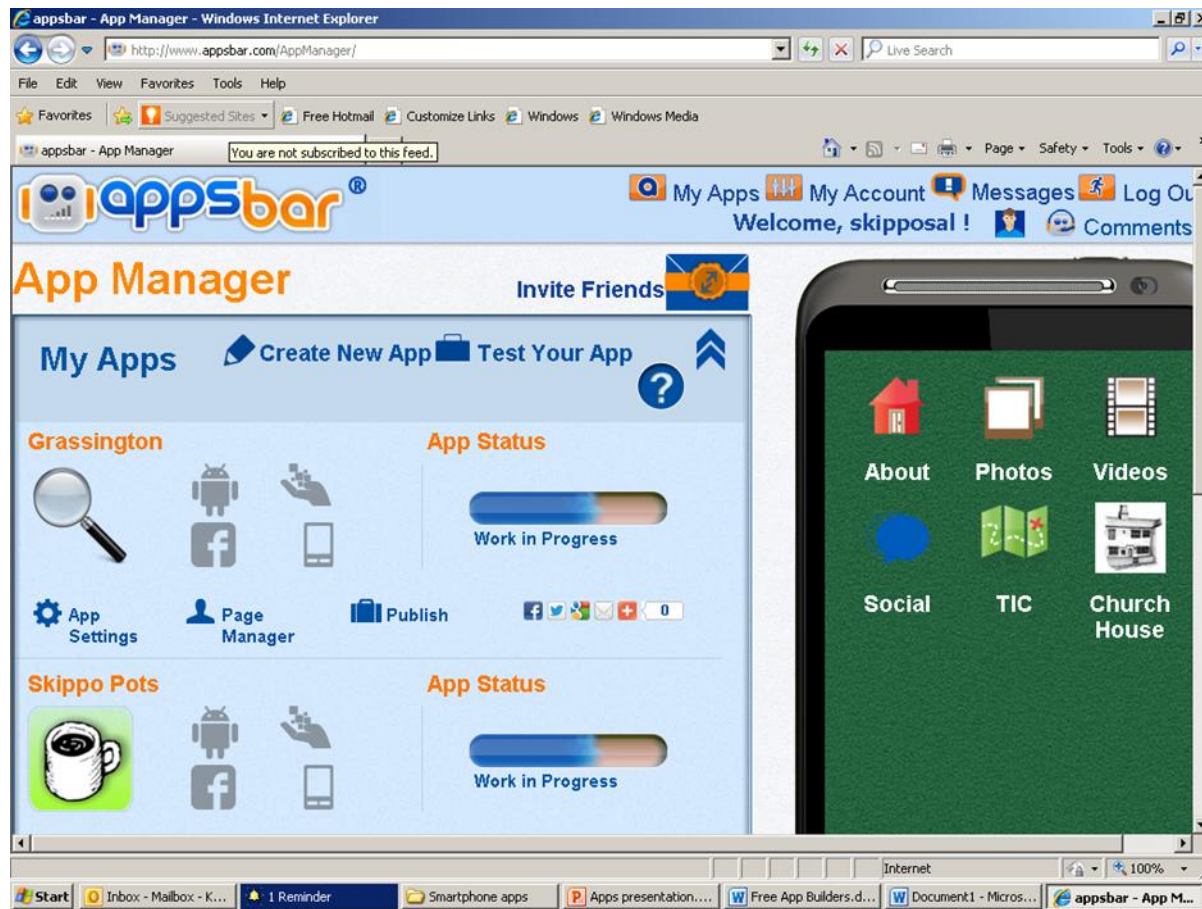 appsbar - App Manager - Windows Internet Explorer
http://www.appsbar.com/AppManager/
Live Search
File Edit View Favorites Tools Help
Favorites Suggested Sites Free Hotmail Customize Links Windows Windows Media
appsbar - App Manager
You are not subscribed to this feed.
Page Safety Tools
appsbar®
My Apps My Account Messages Log Ou
Welcome, skipposal ! Comments
App Manager
Invite Friends
My Apps Create New App Test Your App
?
Grassington App Status
Work in Progress
App Settings
Page Manager
Publish
0
Skippo Pots App Status
Work in Progress
About Photos Videos
Social TIC Church House
Internet 100%
Start Inbox - Mailbox - K... 1 Reminder Smartphone apps Apps presentation.... Free App Builders.d... Document1 - Micros... appsbar - App M...